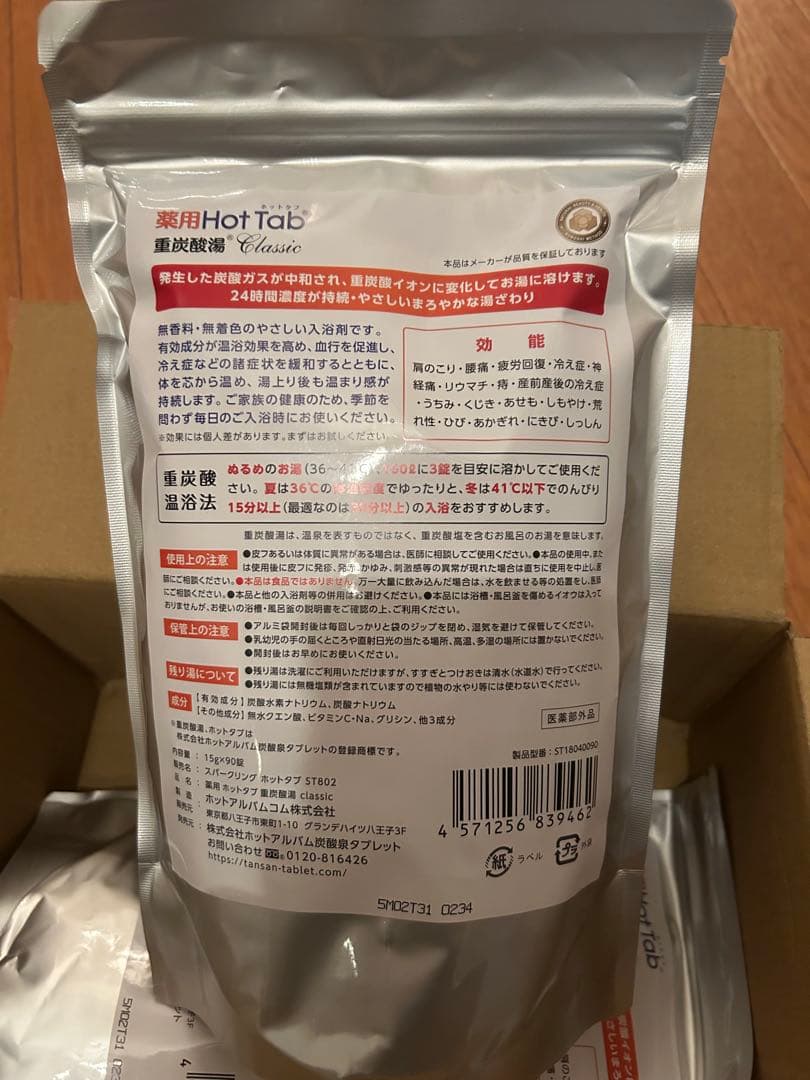 ホットタブ
薬用Hot Tab®
重炭酸湯® Classic
本品はメーカーが品質を保証しております
発生した炭酸ガスが中和され、重炭酸イオンに変化してお湯に溶けます。
24時間濃度が持続・やさしいまろやかな湯ざわり
無香料・無着色のやさしい入浴剤です。
有効成分が温浴効果を高め、血行を促進し、
冷え症などの諸症状を緩和するとともに、
体を芯から温め、湯上り後も温まり感が
持続します。ご家族の健康のため、季節を
問わず毎日のご入浴時にお使いください。
※効果には個人差があります。まずはお試しください
効能
肩のこり・腰痛・疲労回復・冷え症・神
経痛・リウマチ・痔・産前産後の冷え症
・うちみ・くじき・あせも・しもやけ・荒
れ性・ひび・あかぎれ・にきび・しっしん
重炭酸
温浴法
ぬるめのお湯(36〜41℃)、160ℓに3錠を目安に溶かしてご使用くだ
さい。夏は36℃の 温度でゆったりと、冬は41℃以下でのんびり
15分以上(最適なのは 分以上)の入浴をおすすめします。
重炭酸湯は、温泉を表すものではなく、重炭酸塩を含むお風呂のお湯を意味します。
使用上の注意
●皮フあるいは体質に異常がある場合は、医師に相談してご使用ください。●本品の使用中、また
は使用後に皮フに発疹、発赤、かゆみ、刺激感等の異常が現れた場合は直ちに使用を中止し、医
師にご相談ください。●本品は食品ではありません。万一大量に飲み込んだ場合は、水を飲ませる等の処置をし、医師
にご相談ください。●本品と他の入浴剤等の併用はお避けください。●本品には浴槽・風呂釜を傷めるイオウは入って
おりませんが、お使いの浴槽・風呂釜の説明書をご確認の上、ご利用ください。
保管上の注意
●アルミ袋開封後は毎回しっかりと袋のジップを閉め、湿気を避けて保管してください。
●乳幼児の手の届くところや直射日光の当たる場所、高温、多湿の場所には置かないでください。
●開封後はお早めにお使いください。
残り湯について
●残り湯は洗濯にご利用いただけますが、すすぎとつけおきは清水(水道水)で行ってください。
●残り湯には無機塩類が含まれていますので植物の水やり等には使わないでください。
成分
【有効成分】炭酸水素ナトリウム、炭酸ナトリウム
【その他成分】無水クエン酸、ビタミンC・Na、グリシン、他3成分
医薬部外品
※重炭酸湯、ホットタブは
株式会社ホットアルバム炭酸泉タブレットの登録商標です。
内容量:15g×90錠
販売名:スパークリング ホットタブ ST802
品名:薬用 ホットタブ 重炭酸湯 classic
製造
販売元:ホットアルバムコム株式会社
東京都八王子市東町1-10 グランデハイツ八王子3F
発売元:株式会社ホットアルバム炭酸泉タブレット
お問い合わせ 0120-816426
https://tansan-tablet.com/
製品型番:ST18040090
4 571256 839462
紙 ラベル
プラ 外袋
5M02T31 0234
Hot Tab
5M02T31 023
4